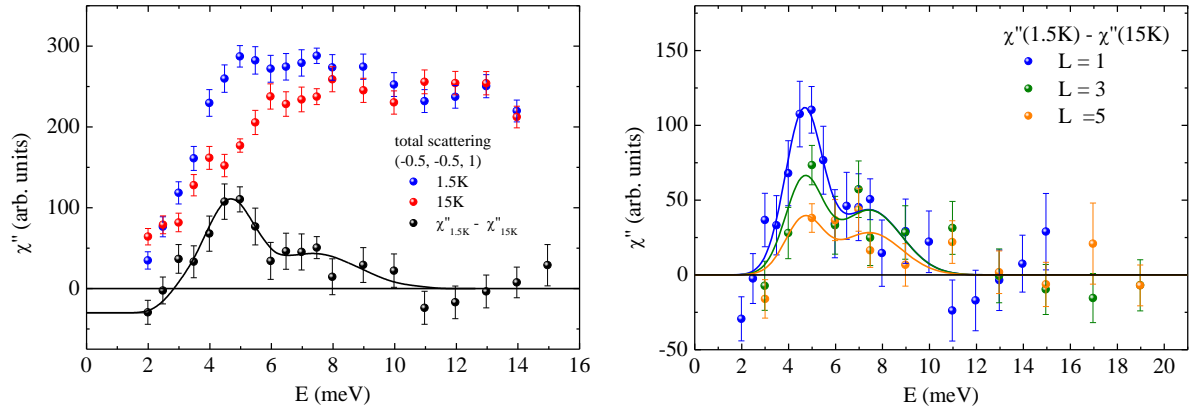 300
200
100
0
χ'' (arb. units)
total scattering
(-0.5, -0.5, 1)
1.5K
15K
χ''1.5K - χ''15K
0 2 4 6 8 10 12 14 16
E (meV)
150
100
50
0
-50
χ'' (arb. units)
χ''(1.5K) - χ''(15K)
L = 1
L = 3
L =5
0 2 4 6 8 10 12 14 16 18 20
E (meV)